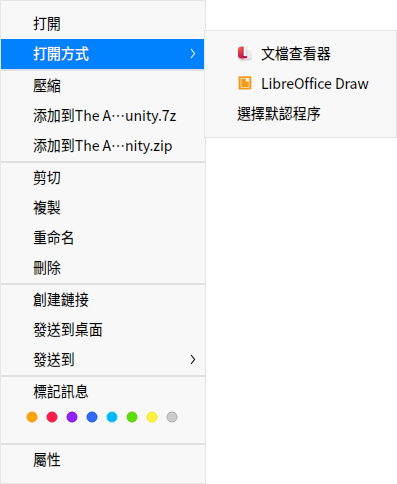 打開
打開方式
壓縮
添加到The A⋯unity.7z
添加到The A⋯nity.zip
剪切
複製
重命名
刪除
創建鏈接
發送到桌面
發送到
標記訊息
屬性
文檔查看器
LibreOffice Draw
選擇默認程序